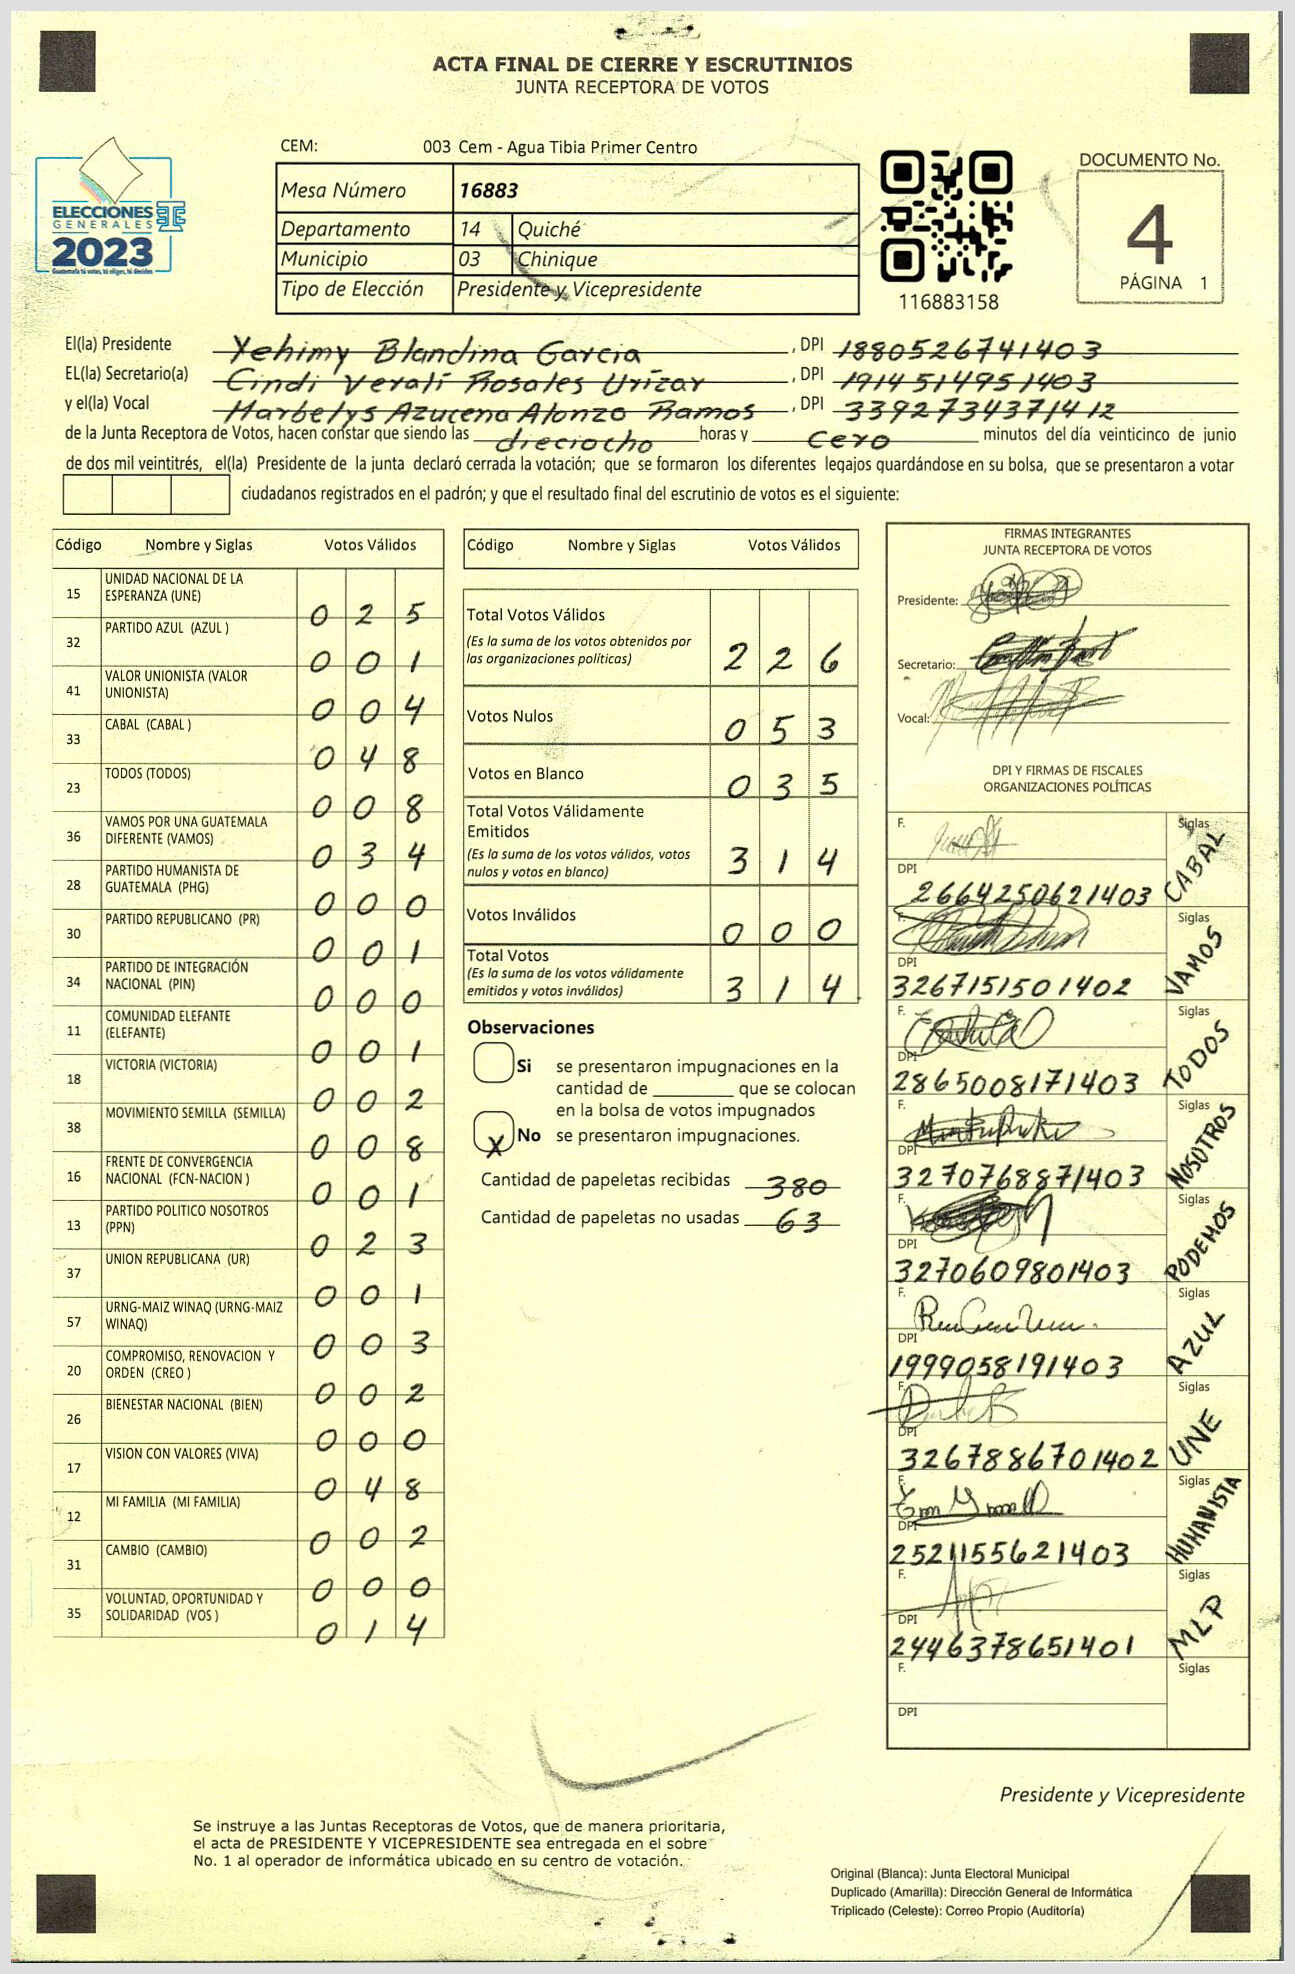 ACTA FINAL DE CIERRE Y ESCRUTINIOS
JUNTA RECEPTORA DE VOTOS
ELECCIONES
GENERALES
2023
Guatemala tú votas, tú eliges, tú decides
CEM: 003 Cem - Agua Tibia Primer Centro
Mesa Número 16883
Departamento 14 Quiché
Municipio 03 Chinique
Tipo de Elección Presidente y Vicepresidente
116883158
DOCUMENTO No.
4
PÁGINA 1
El(la) Presidente Yehimy Blandina Garcia, DPI 1880526741403
EL(la) Secretario(a) Cindi Yeralí Rosales Urízar, DPI 1914514951403
y el(la) Vocal Marbelys Azucena Alonzo Ramos, DPI 3392734371412
de la Junta Receptora de Votos, hacen constar que siendo las dieciocho horas y cero minutos del día veinticinco de junio
de dos mil veintitrés, el(la) Presidente de la junta declaró cerrada la votación; que se formaron los diferentes legajos quardándose en su bolsa, que se presentaron a votar
ciudadanos registrados en el padrón; y que el resultado final del escrutinio de votos es el siguiente:
Código Nombre y Siglas Votos Válidos
15 UNIDAD NACIONAL DE LA ESPERANZA (UNE) 0 2 5
32 PARTIDO AZUL (AZUL ) 0 0 1
41 VALOR UNIONISTA (VALOR UNIONISTA) 0 0 4
33 CABAL (CABAL ) 0 4 8
23 TODOS (TODOS) 0 0 8
36 VAMOS POR UNA GUATEMALA DIFERENTE (VAMOS) 0 3 4
28 PARTIDO HUMANISTA DE GUATEMALA (PHG) 0 0 0
30 PARTIDO REPUBLICANO (PR) 0 0 1
34 PARTIDO DE INTEGRACIÓN NACIONAL (PIN) 0 0 0
11 COMUNIDAD ELEFANTE (ELEFANTE) 0 0 1
18 VICTORIA (VICTORIA) 0 0 2
38 MOVIMIENTO SEMILLA (SEMILLA) 0 0 8
16 FRENTE DE CONVERGENCIA NACIONAL (FCN-NACION ) 0 0 1
13 PARTIDO POLITICO NOSOTROS (PPN) 0 2 3
37 UNION REPUBLICANA (UR) 0 0 1
57 URNG-MAIZ WINAQ (URNG-MAIZ WINAQ) 0 0 3
20 COMPROMISO, RENOVACION Y ORDEN (CREO ) 0 0 2
26 BIENESTAR NACIONAL (BIEN) 0 0 0
17 VISION CON VALORES (VIVA) 0 4 8
12 MI FAMILIA (MI FAMILIA) 0 0 2
31 CAMBIO (CAMBIO) 0 0 0
35 VOLUNTAD, OPORTUNIDAD Y SOLIDARIDAD (VOS ) 0 1 4
Código Nombre y Siglas Votos Válidos
Total Votos Válidos
(Es la suma de los votos obtenidos por
las organizaciones políticas) 2 2 6
Votos Nulos 0 5 3
Votos en Blanco 0 3 5
Total Votos Válidamente
Emitidos
(Es la suma de los votos válidos, votos
nulos y votos en blanco) 3 1 4
Votos Inválidos 0 0 0
Total Votos
(Es la suma de los votos válidamente
emitidos y votos inválidos) 3 1 4
Observaciones
Si se presentaron impugnaciones en la
cantidad de ________ que se colocan
en la bolsa de votos impugnados
X No se presentaron impugnaciones.
Cantidad de papeletas recibidas 380
Cantidad de papeletas no usadas 63
FIRMAS INTEGRANTES
JUNTA RECEPTORA DE VOTOS
Presidente:
Secretario:
Vocal:
DPI Y FIRMAS DE FISCALES
ORGANIZACIONES POLÍTICAS
F. Siglas CABAL
DPI
2664250621403
F. Siglas VAMOS
DPI
3267151501402
F. Siglas TODOS
DPI
2865008171403
F. Siglas NOSOTROS
DPI
3270768871403
F. Siglas PODEMOS
DPI
3270609801403
F. Siglas AZUL
DPI
1999058191403
F. Siglas UNE
DPI
3267886701402
F. Siglas HUMANISTA
DPI
2521155621403
F. Siglas MLP
DPI
2446378651401
F. Siglas
DPI
Presidente y Vicepresidente
Se instruye a las Juntas Receptoras de Votos, que de manera prioritaria,
el acta de PRESIDENTE Y VICEPRESIDENTE sea entregada en el sobre
No. 1 al operador de informática ubicado en su centro de votación.
Original (Blanca): Junta Electoral Municipal
Duplicado (Amarilla): Dirección General de Informática
Triplicado (Celeste): Correo Propio (Auditoría)